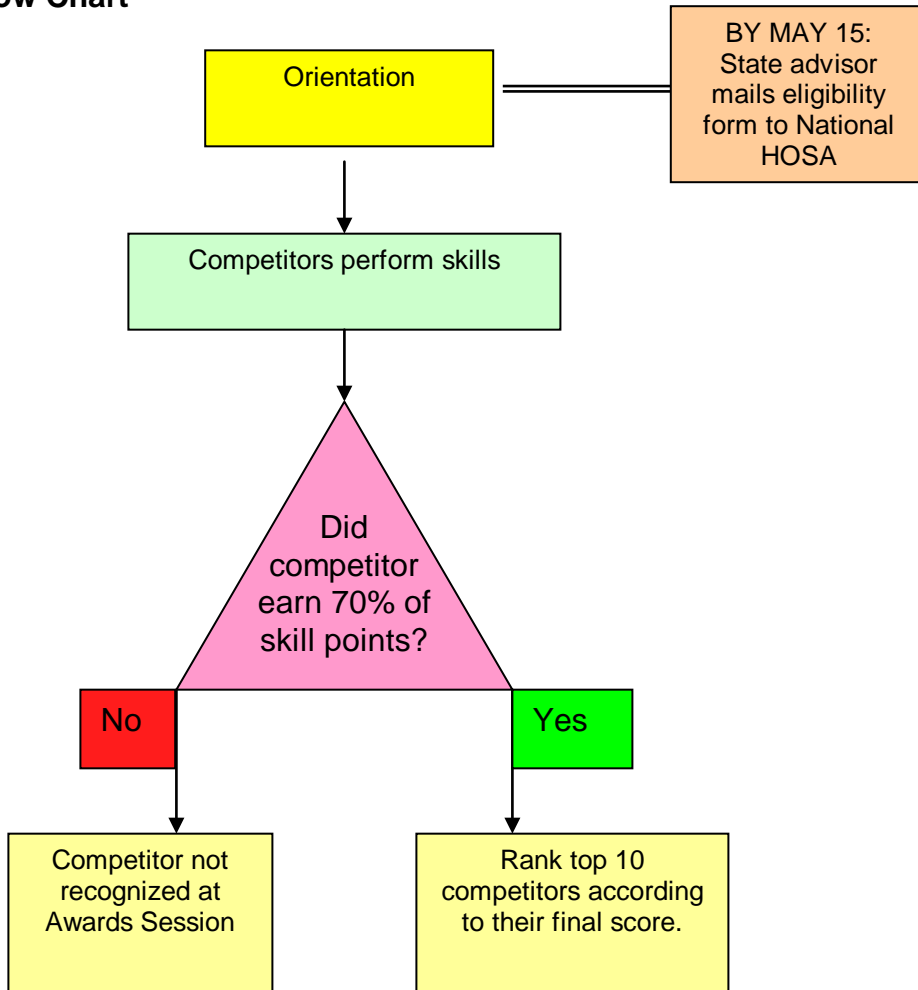 ow Chart
BY MAY 15:
State advisor
mails eligibility
form to National
HOSA
Orientation
Competitors perform skills
Did
competitor
earn 70% of
skill points?
No
Yes
Competitor not
recognized at
Awards Session
Rank top 10
competitors according
to their final score.